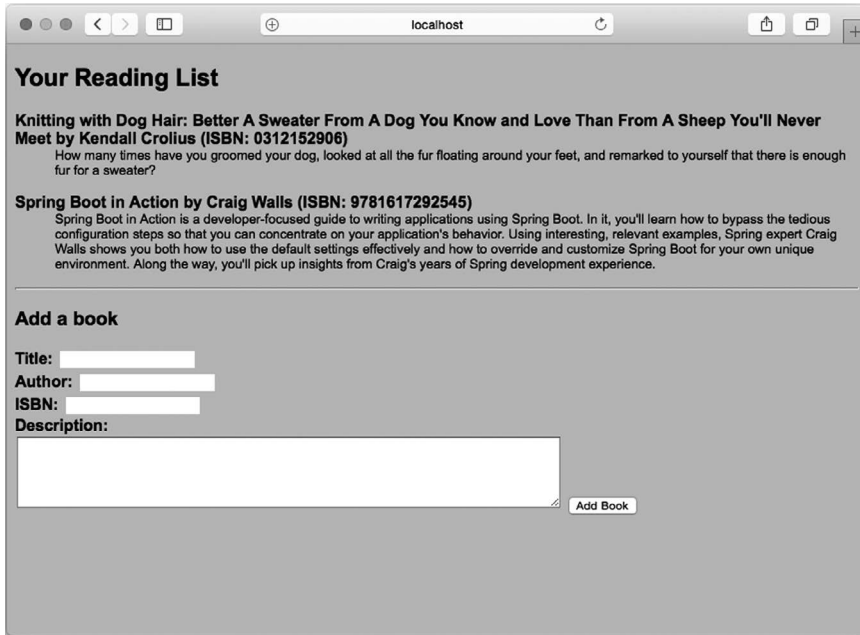 localhost
Your Reading List
Knitting with Dog Hair: Better A Sweater From A Dog You Know and Love Than From A Sheep You'll Never
Meet by Kendall Crolius (ISBN: 0312152906)
How many times have you groomed your dog, looked at all the fur floating around your feet, and remarked to yourself that there is enough
fur for a sweater?
Spring Boot in Action by Craig Walls (ISBN: 9781617292545)
Spring Boot in Action is a developer-focused guide to writing applications using Spring Boot. In it, you'll learn how to bypass the tedious
configuration steps so that you can concentrate on your application's behavior. Using interesting, relevant examples, Spring expert Craig
Walls shows you both how to use the default settings effectively and how to override and customize Spring Boot for your own unique
environment. Along the way, you'll pick up insights from Craig's years of Spring development experience.
Add a book
Title:
Author:
ISBN:
Description:
Add Book